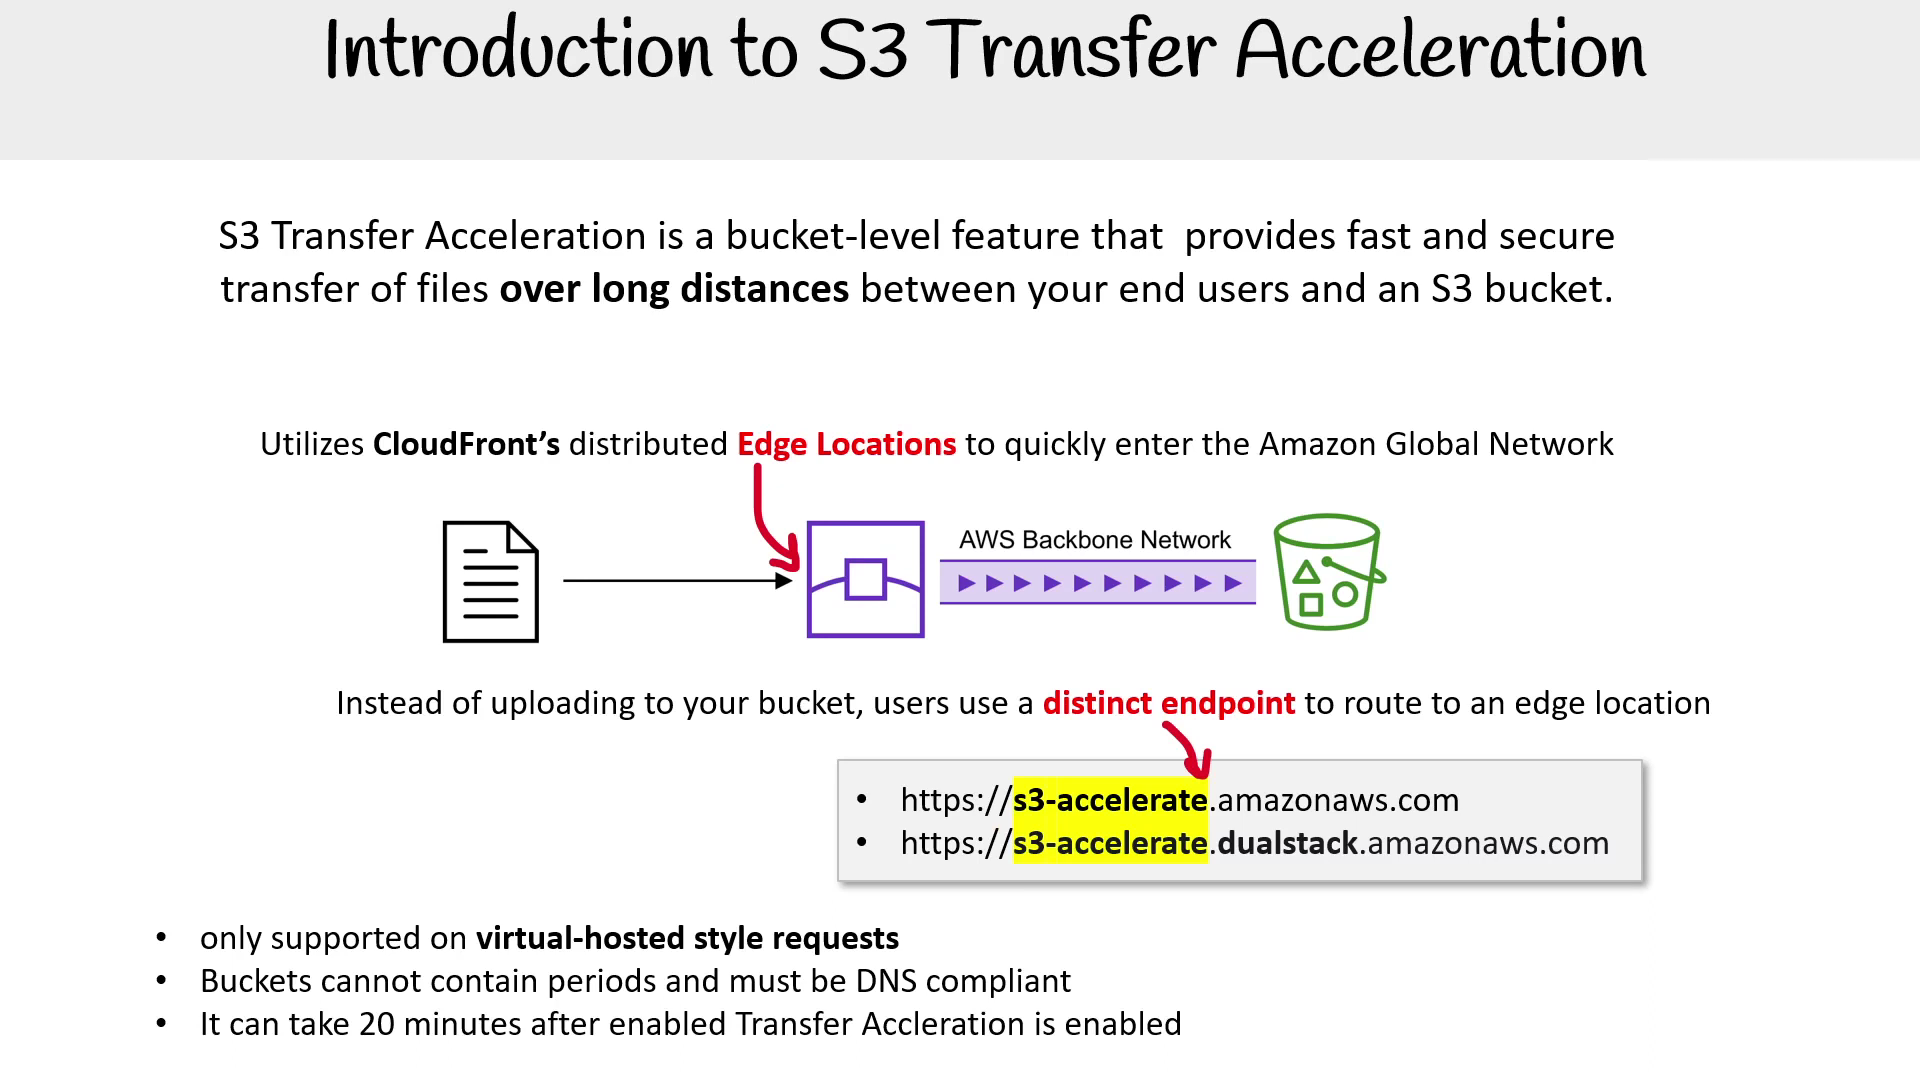 Introduction to S3 Transfer Acceleration
S3 Transfer Acceleration is a bucket-level feature that  provides fast and secure
transfer of files over long distances between your end users and an S3 bucket.
Utilizes CloudFront’s distributed Edge Locations to quickly enter the Amazon Global Network
AWS Backbone Network
Instead of uploading to your bucket, users use a distinct endpoint to route to an edge location
• https://s3-accelerate.amazonaws.com
• https://s3-accelerate.dualstack.amazonaws.com
• only supported on virtual-hosted style requests
• Buckets cannot contain periods and must be DNS compliant
• It can take 20 minutes after enabled Transfer Accleration is enabled